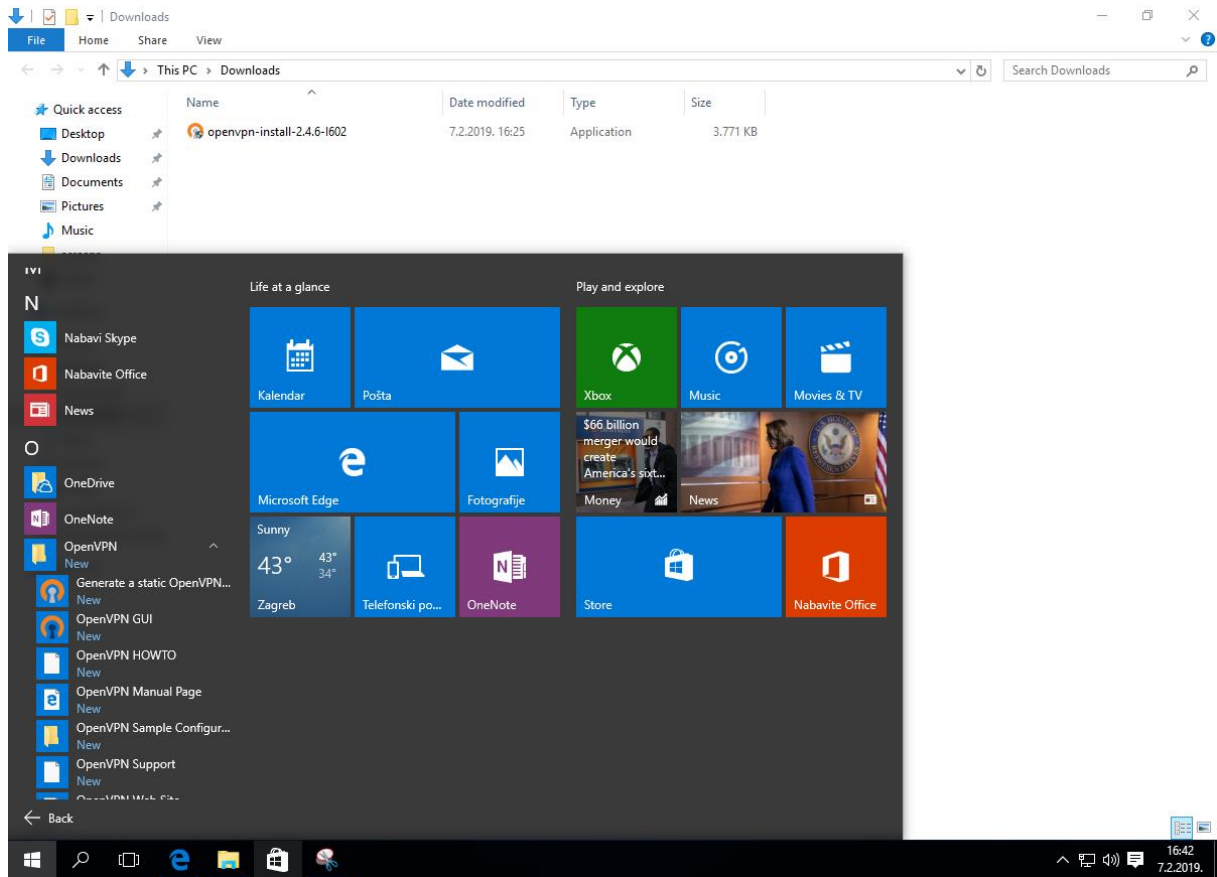 Downloads
File Home Share View
This PC > Downloads
Search Downloads
Name Date modified Type Size
openvpn-install-2.4.6-I602 7.2.2019. 16:25 Application 3.771 KB
Quick access
Desktop
Downloads
Documents
Pictures
Music
N
Nabavi Skype
Nabavite Office
News
O
OneDrive
OneNote
OpenVPN
New
Generate a static OpenVPN...
New
OpenVPN GUI
New
OpenVPN HOWTO
New
OpenVPN Manual Page
New
OpenVPN Sample Configur...
New
OpenVPN Support
New
OpenVPN Web Site
Back
Life at a glance
Kalendar
Pošta
Microsoft Edge
Fotografije
Sunny
43° 43°
34°
Zagreb
Telefonski po...
OneNote
Play and explore
Xbox
Music
Movies & TV
$66 billion
merger would
create
America's sixt...
Money
News
Store
Nabavite Office
16:42
7.2.2019.